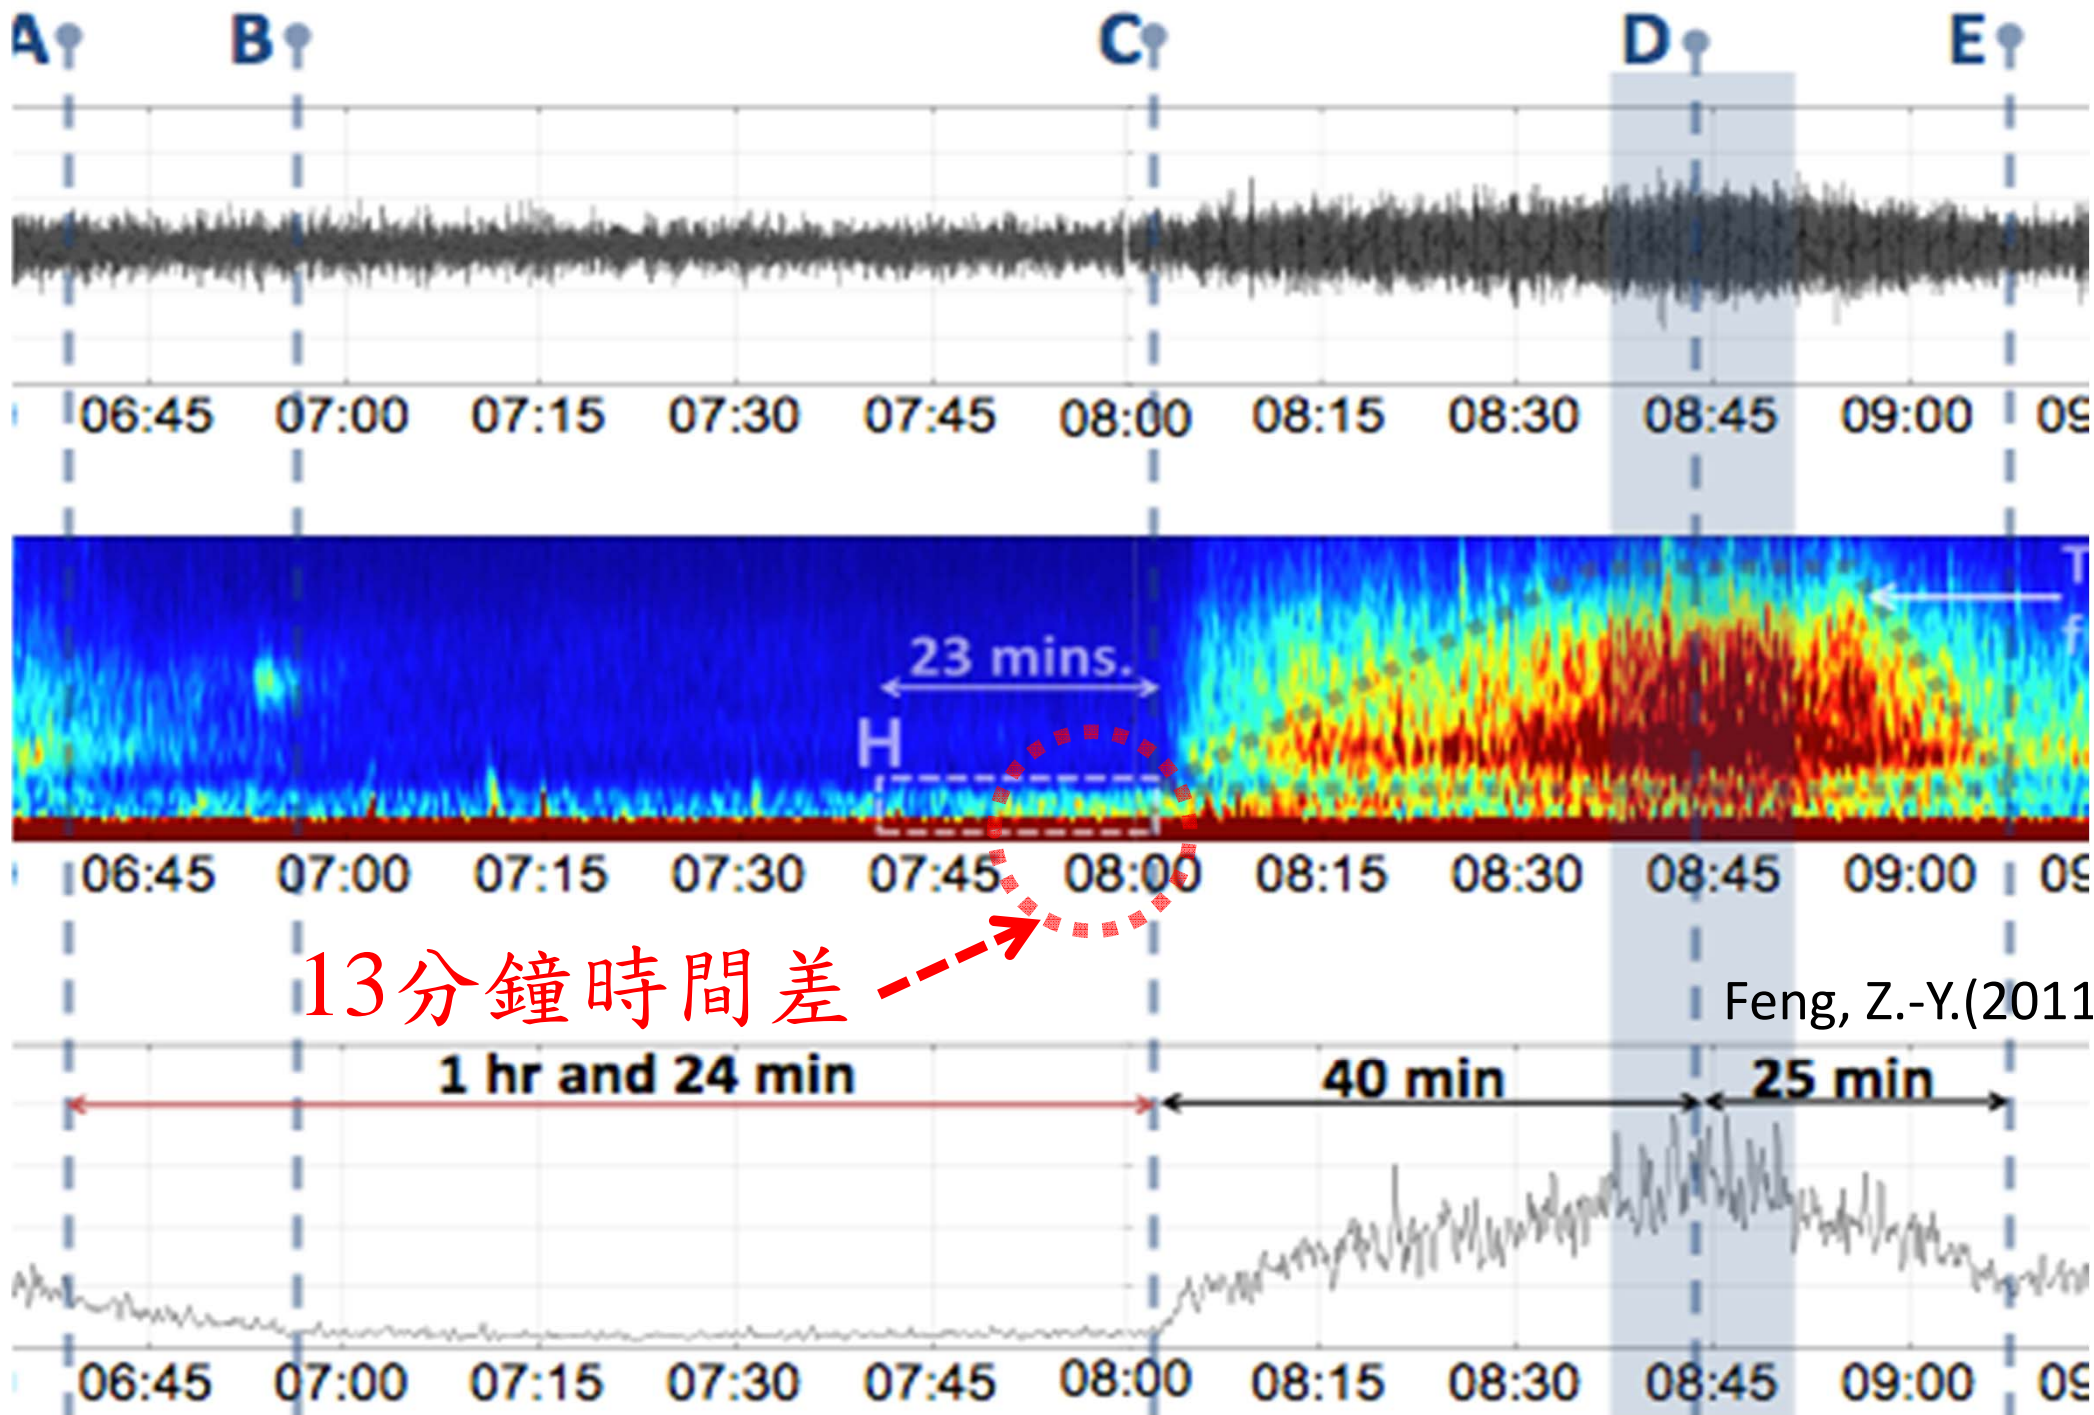 A B C D E
06:45 07:00 07:15 07:30 07:45 08:00 08:15 08:30 08:45 09:00 09
T
23 mins.
f
H
06:45 07:00 07:15 07:30 07:45 08:00 08:15 08:30 08:45 09:00 09
13分鐘時間差
Feng, Z.-Y.(2011
1 hr and 24 min 40 min 25 min
06:45 07:00 07:15 07:30 07:45 08:00 08:15 08:30 08:45 09:00 09